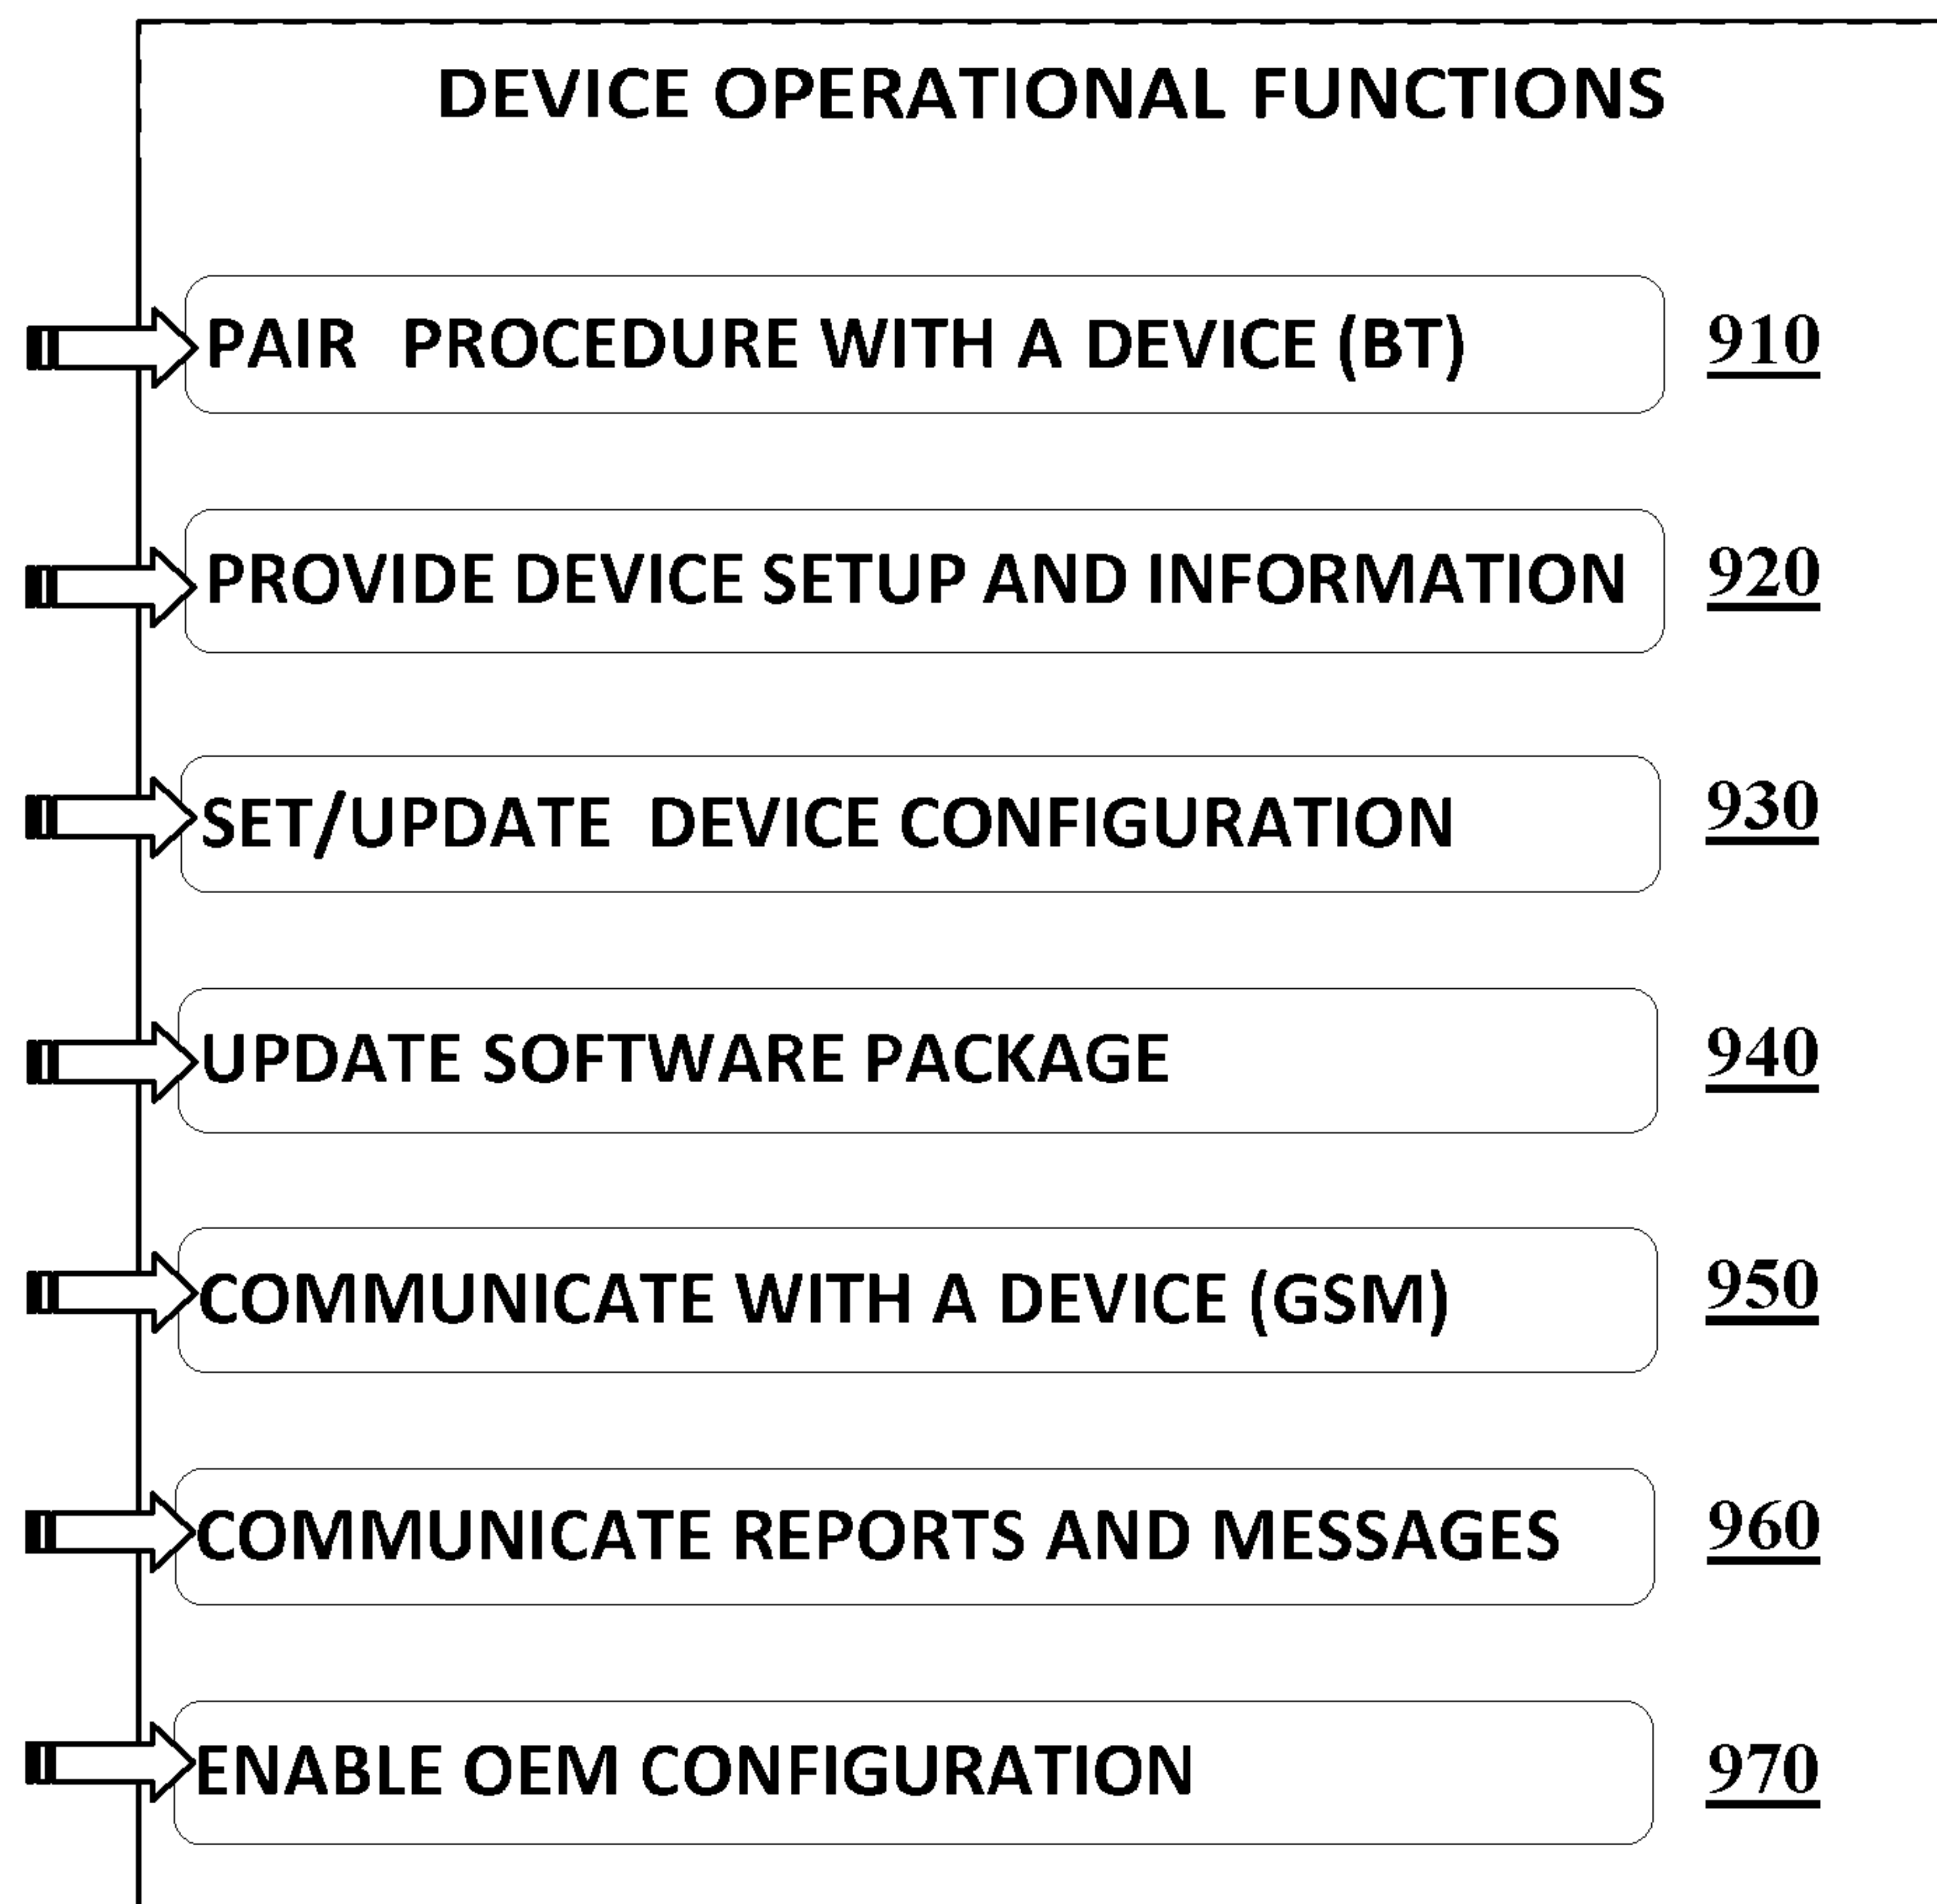 DEVICE OPERATIONAL FUNCTIONS
PAIR PROCEDURE WITH A DEVICE (BT) 910
PROVIDE DEVICE SETUP AND INFORMATION 920
SET/UPDATE DEVICE CONFIGURATION 930
UPDATE SOFTWARE PACKAGE 940
COMMUNICATE WITH A DEVICE (GSM) 950
COMMUNICATE REPORTS AND MESSAGES 960
ENABLE OEM CONFIGURATION 970